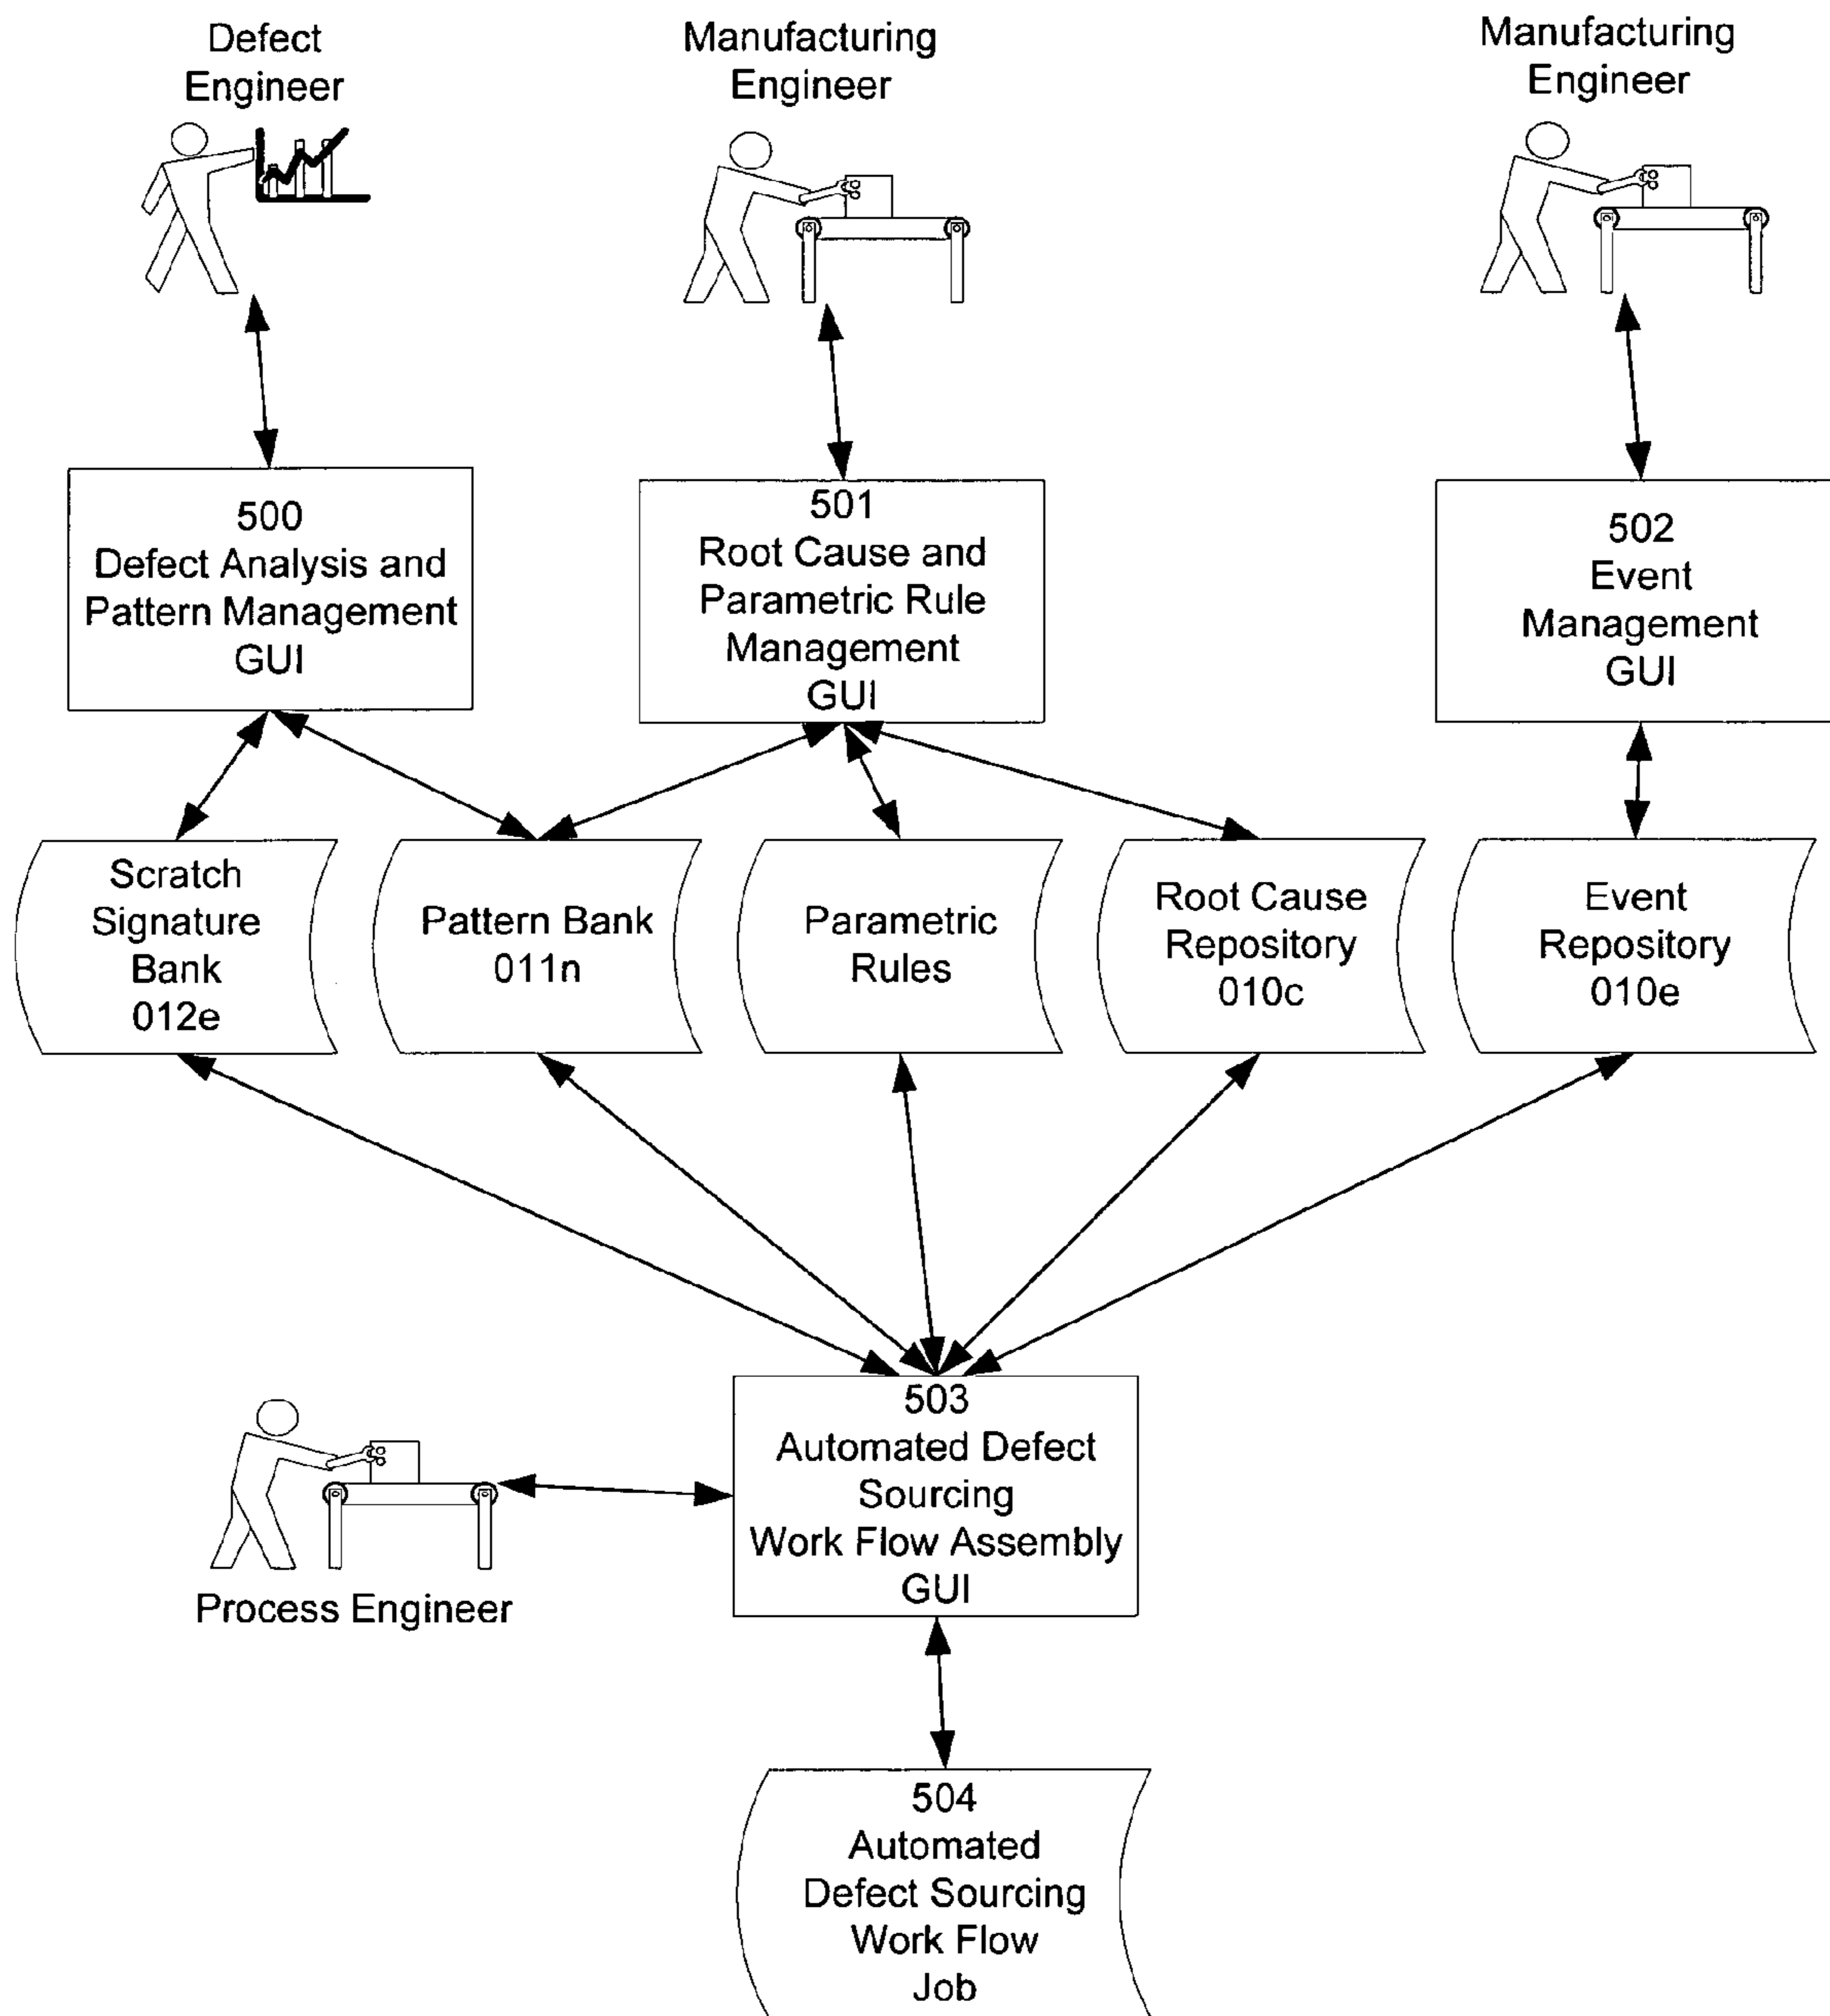 Defect
Engineer
Manufacturing
Engineer
Manufacturing
Engineer
500
Defect Analysis and
Pattern Management
GUI
501
Root Cause and
Parametric Rule
Management
GUI
502
Event
Management
GUI
Scratch
Signature
Bank
012e
Pattern Bank
011n
Parametric
Rules
Root Cause
Repository
010c
Event
Repository
010e
503
Automated Defect
Sourcing
Work Flow Assembly
GUI
Process Engineer
504
Automated
Defect Sourcing
Work Flow
Job